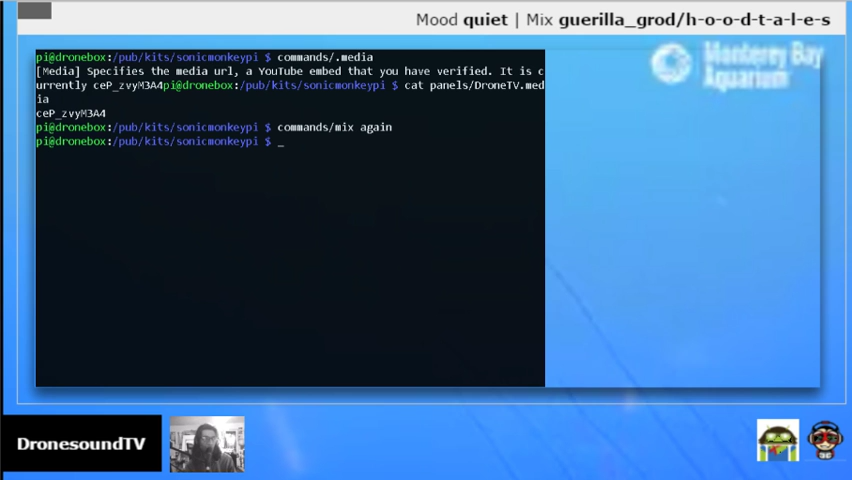 Mood quiet | Mix guerilla_grod/h-o-o-d-t-a-l-e-s
pi@dronebox:/pub/kits/sonicmonkeypi $ commands/.media
[Media] Specifies the media url, a YouTube embed that you have verified. It is c
urrently ceP_zvyM3A4pi@dronebox:/pub/kits/sonicmonkeypi $ cat panels/DroneTV.med
ia
ceP_zvyM3A4
pi@dronebox:/pub/kits/sonicmonkeypi $ commands/mix again
pi@dronebox:/pub/kits/sonicmonkeypi $ _
Monterey Bay
Aquarium
DronesoundTV